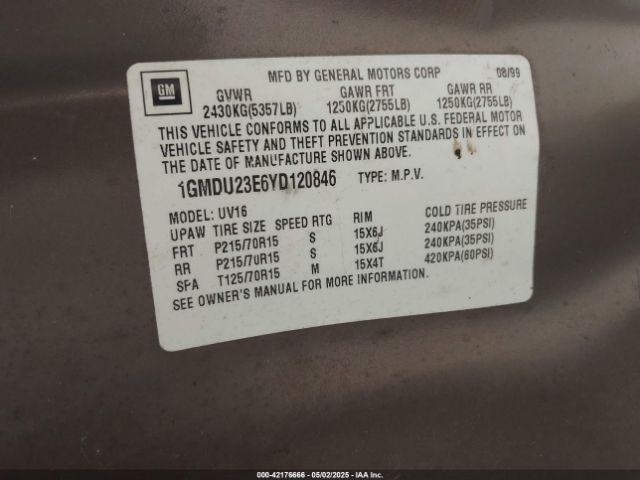 GM
MFD BY GENERAL MOTORS CORP 08/99
GVWR GAWR FRT GAWR RR
2430KG(5357LB) 1250KG(2755LB) 1250KG(2755LB)
THIS VEHICLE CONFORMS TO ALL APPLICABLE U.S. FEDERAL MOTOR
VEHICLE SAFETY AND THEFT PREVENTION STANDARDS IN EFFECT ON
THE DATE OF MANUFACTURE SHOWN ABOVE.
1GMDU23E6YD120846 TYPE: M.P.V.
MODEL: UV16
UPAW TIRE SIZE SPEED RTG RIM COLD TIRE PRESSURE
FRT P215/70R15 S 15X6J 240KPA(35PSI)
RR P215/70R15 S 15X6J 240KPA(35PSI)
SPA T125/70R15 M 15X4T 420KPA(60PSI)
SEE OWNER'S MANUAL FOR MORE INFORMATION.
000-42176666 - 05/02/2025 - IAA Inc.